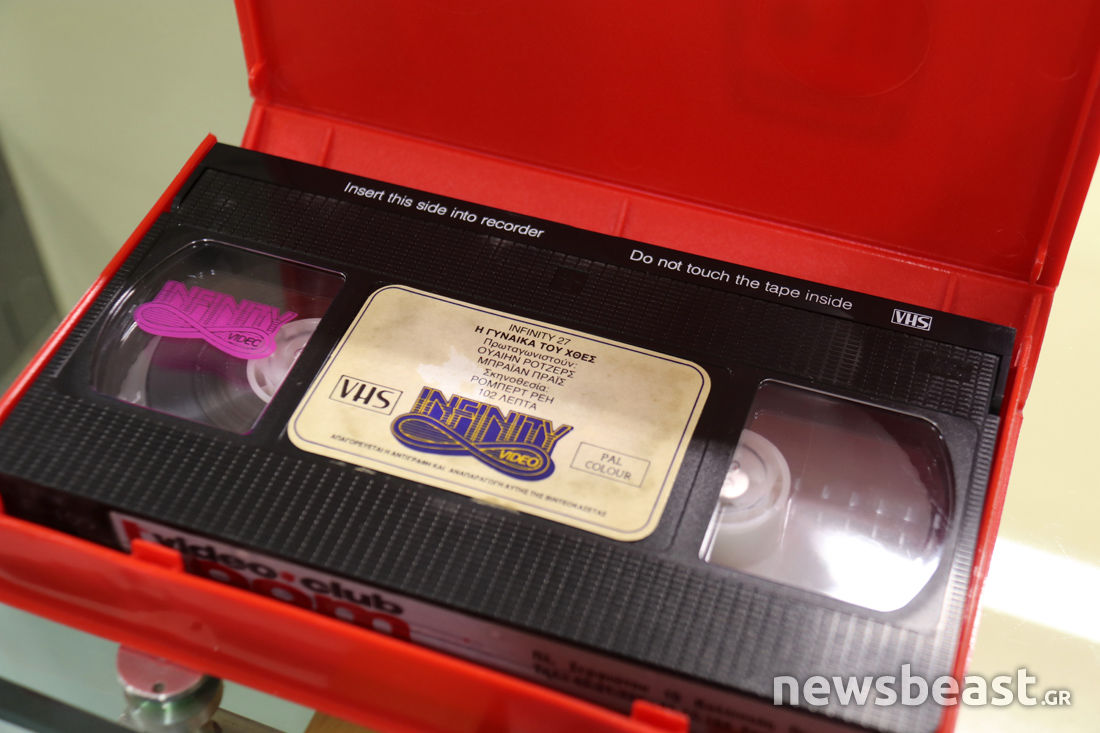 Insert this side into recorder
Do not touch the tape inside
VHS
INFINITY
VIDEO
INFINITY 27
Η ΓΥΝΑΙΚΑ ΤΟΥ ΧΘΕΣ
Πρωταγωνιστούν:
ΟΥΑΙΗΝ ΡΟΤΖΕΡΣ
ΜΠΡΑΪΑΝ ΠΡΑΪΣ
Σκηνοθεσία:
ΡΟΜΠΕΡΤ ΡΕΗ
102 ΛΕΠΤΑ
VHS
INFINITY
VIDEO
PAL
COLOUR
ΑΠΑΓΟΡΕΥΕΤΑΙ Η ΑΝΤΙΓΡΑΦΗ ΚΑΙ ΑΝΑΠΑΡΑΓΩΓΗ ΑΥΤΗΣ ΤΗΣ ΒΙΝΤΕΟΚΑΣΕΤΑΣ
video club
newsbeast.GR